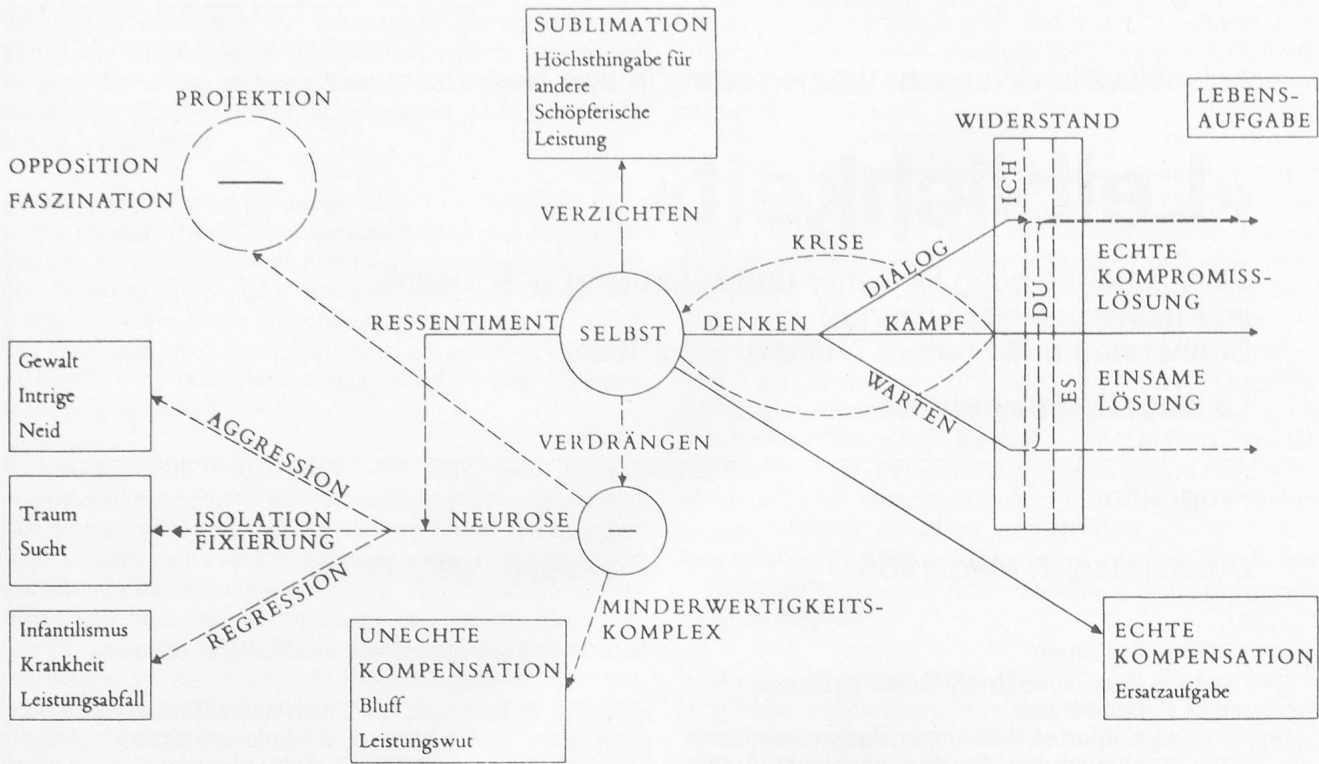 SUBLIMATION
Höchsthingabe für
andere
Schöpferische
Leistung
PROJEKTION
OPPOSITION
FASZINATION
VERZICHTEN
WIDERSTAND
LEBENS-
AUFGABE
KRISE
DIALOG
ICH
DU
ES
ECHTE
KOMPROMISS-
LÖSUNG
RESSENTIMENT
SELBST
DENKEN
KAMPF
WARTEN
EINSAME
LÖSUNG
Gewalt
Intrige
Neid
AGGRESSION
VERDRÄNGEN
Traum
Sucht
ISOLATION
FIXIERUNG
NEUROSE
REGRESSION
Infantilismus
Krankheit
Leistungsabfall
MINDERWERTIGKEITS-
KOMPLEX
UNECHTE
KOMPENSATION
Bluff
Leistungswut
ECHTE
KOMPENSATION
Ersatzaufgabe